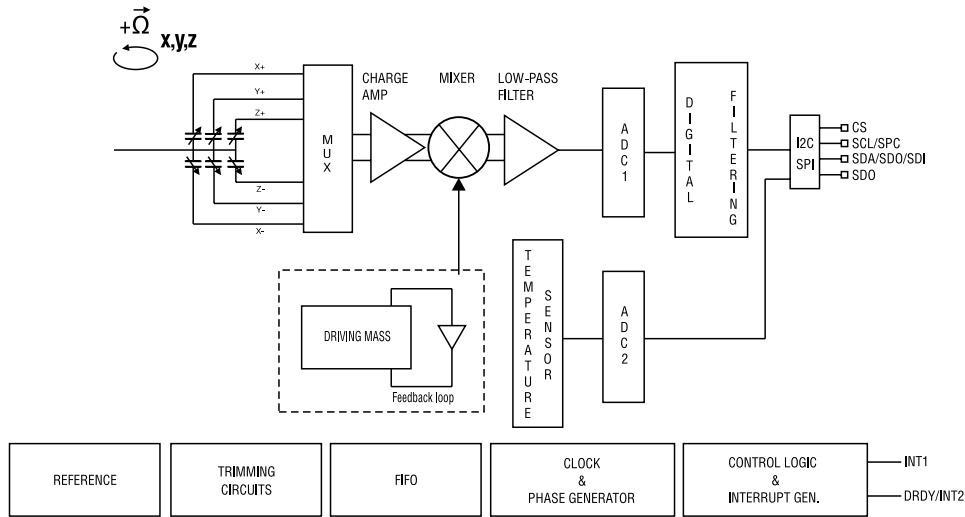 +Ω
x,y,z
X+
Y+
Z+
Z-
Y-
X-
MUX
CHARGE
AMP
MIXER
LOW-PASS
FILTER
ADC1
DIGITAL
FILTERING
I2C
SPI
CS
SCL/SPC
SDA/SDO/SDI
SDO
DRIVING MASS
Feedback loop
TEMPERATURE
SENSOR
ADC2
REFERENCE
TRIMMING
CIRCUITS
FIFO
CLOCK
&
PHASE GENERATOR
CONTROL LOGIC
&
INTERRUPT GEN.
INT1
DRDY/INT2